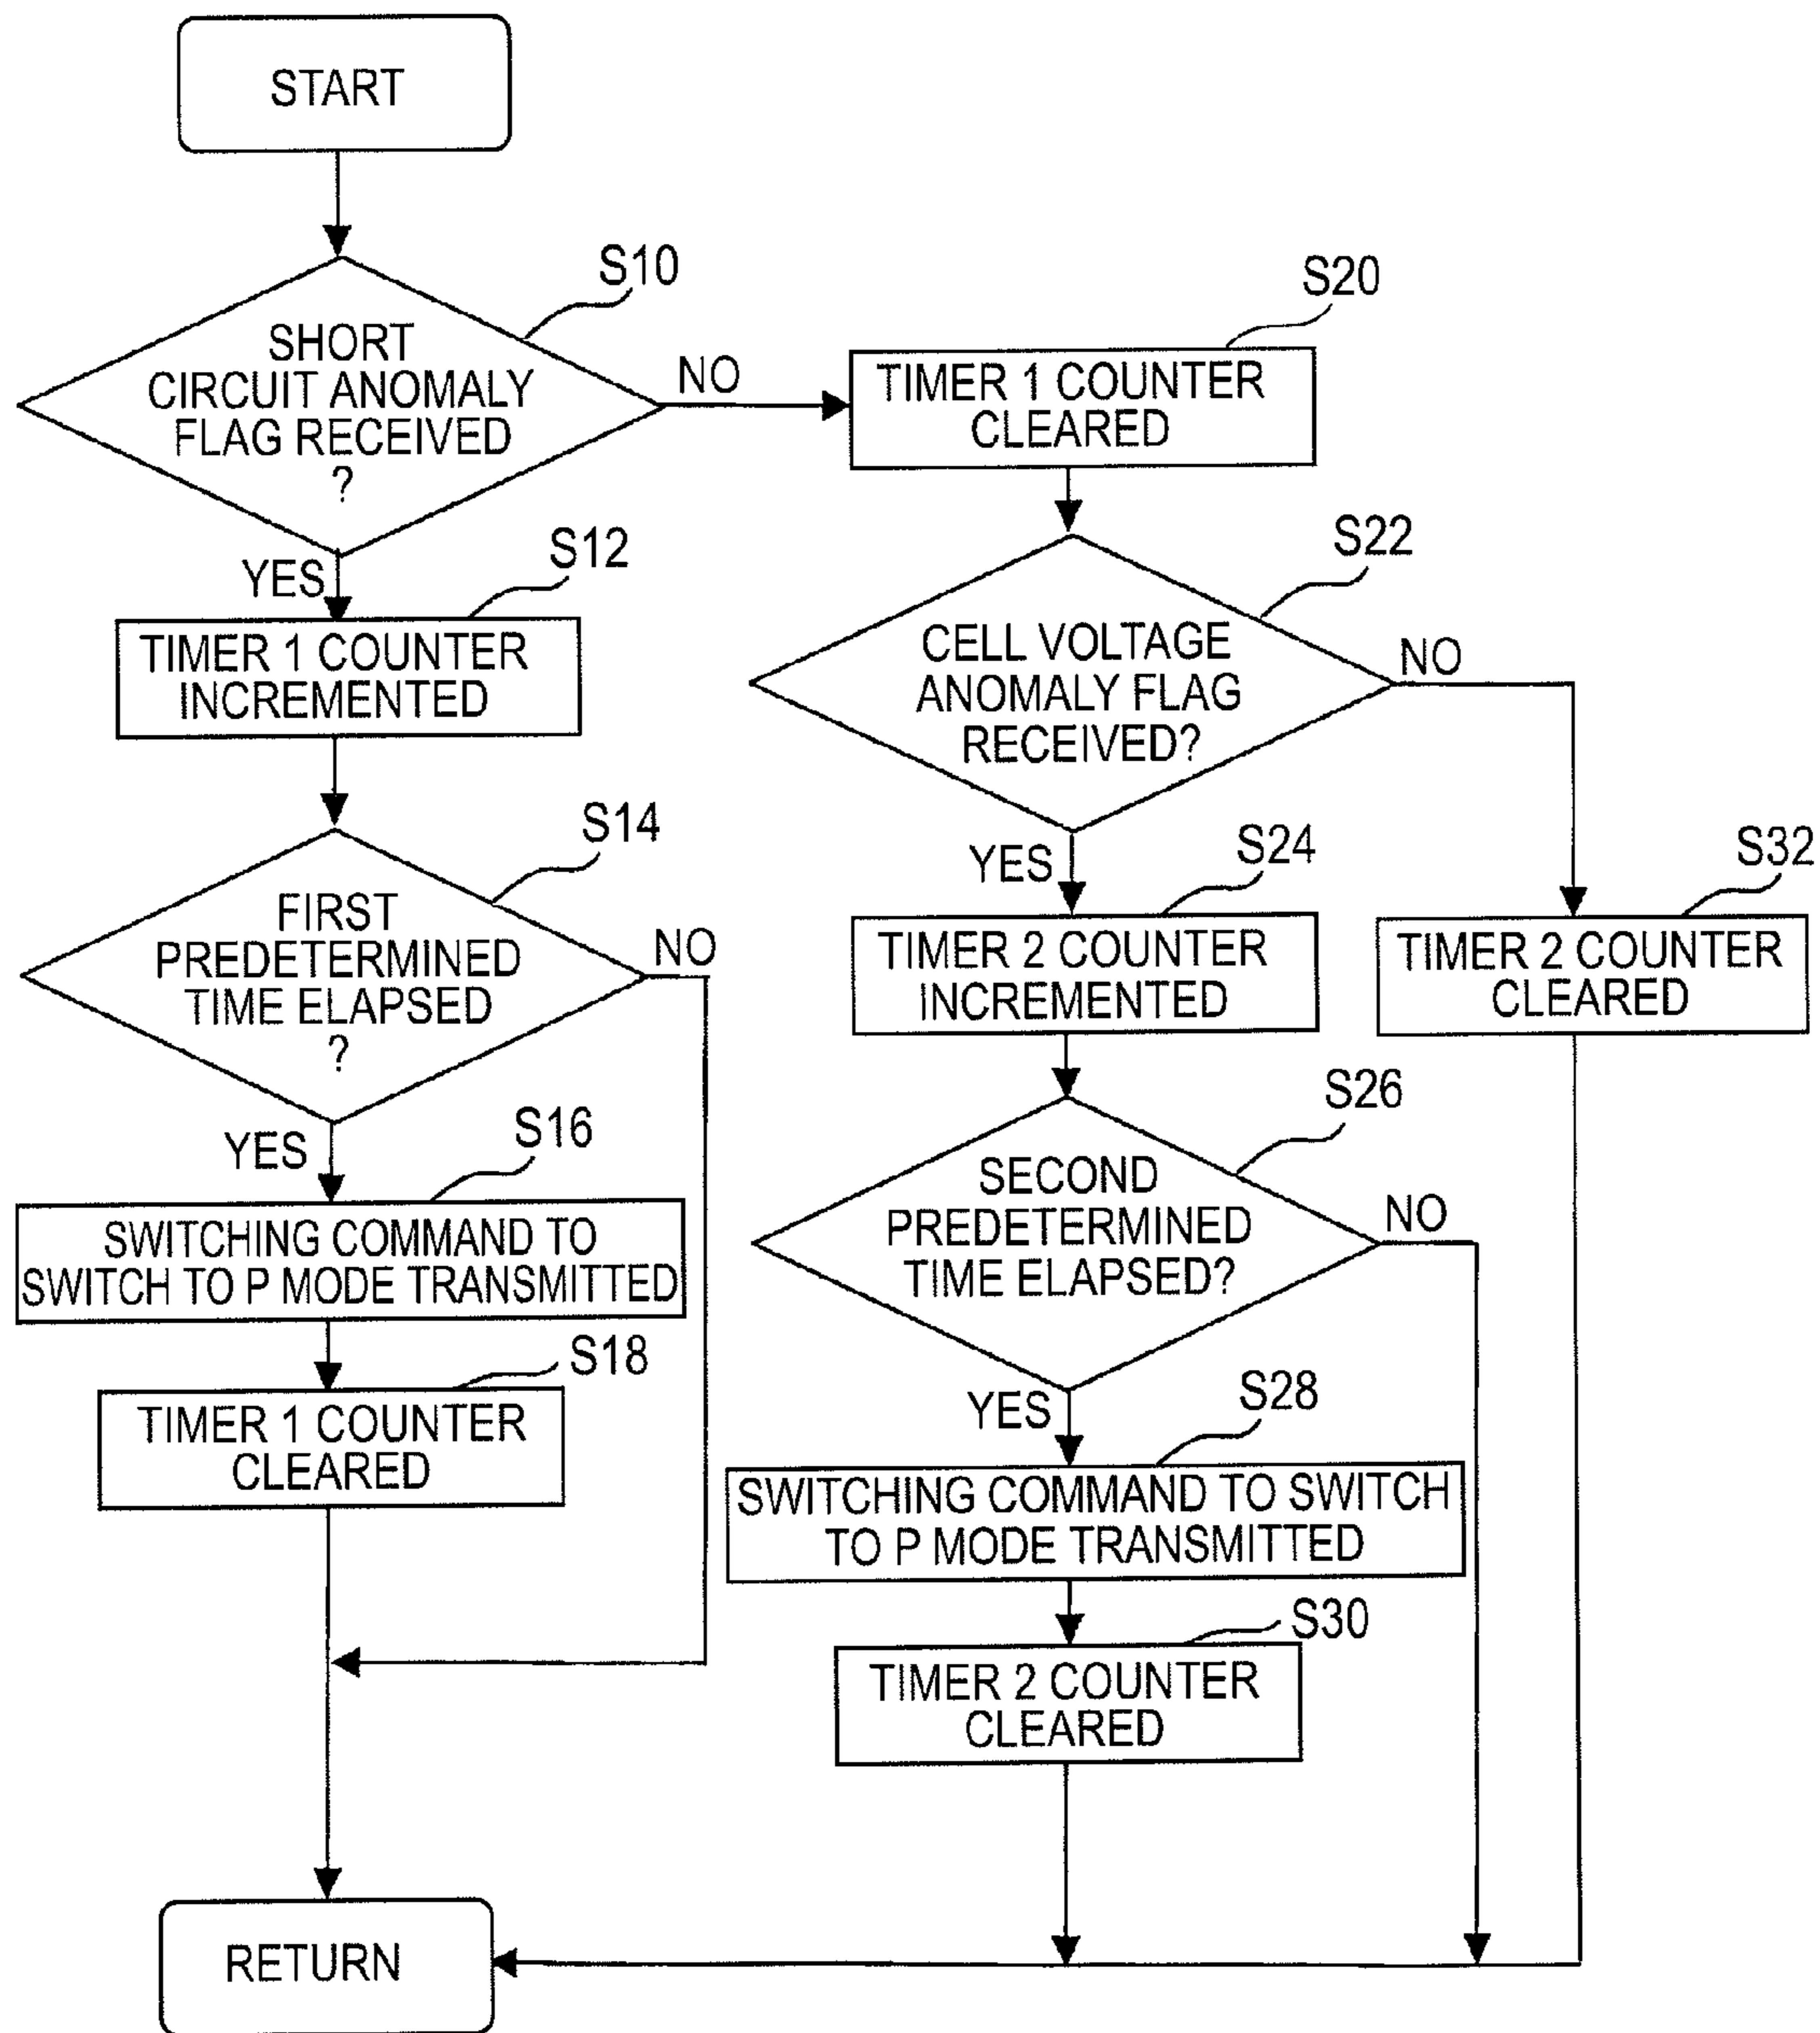 START
S10
SHORT
CIRCUIT ANOMALY
FLAG RECEIVED
?
NO
YES
S12
TIMER 1 COUNTER
INCREMENTED
S14
FIRST
PREDETERMINED
TIME ELAPSED
?
NO
YES
S16
SWITCHING COMMAND TO
SWITCH TO P MODE TRANSMITTED
S18
TIMER 1 COUNTER
CLEARED
RETURN
S20
TIMER 1 COUNTER
CLEARED
S22
CELL VOLTAGE
ANOMALY FLAG
RECEIVED?
NO
YES
S24
TIMER 2 COUNTER
INCREMENTED
S32
TIMER 2 COUNTER
CLEARED
S26
SECOND
PREDETERMINED
TIME ELAPSED?
NO
YES
S28
SWITCHING COMMAND TO SWITCH
TO P MODE TRANSMITTED
S30
TIMER 2 COUNTER
CLEARED